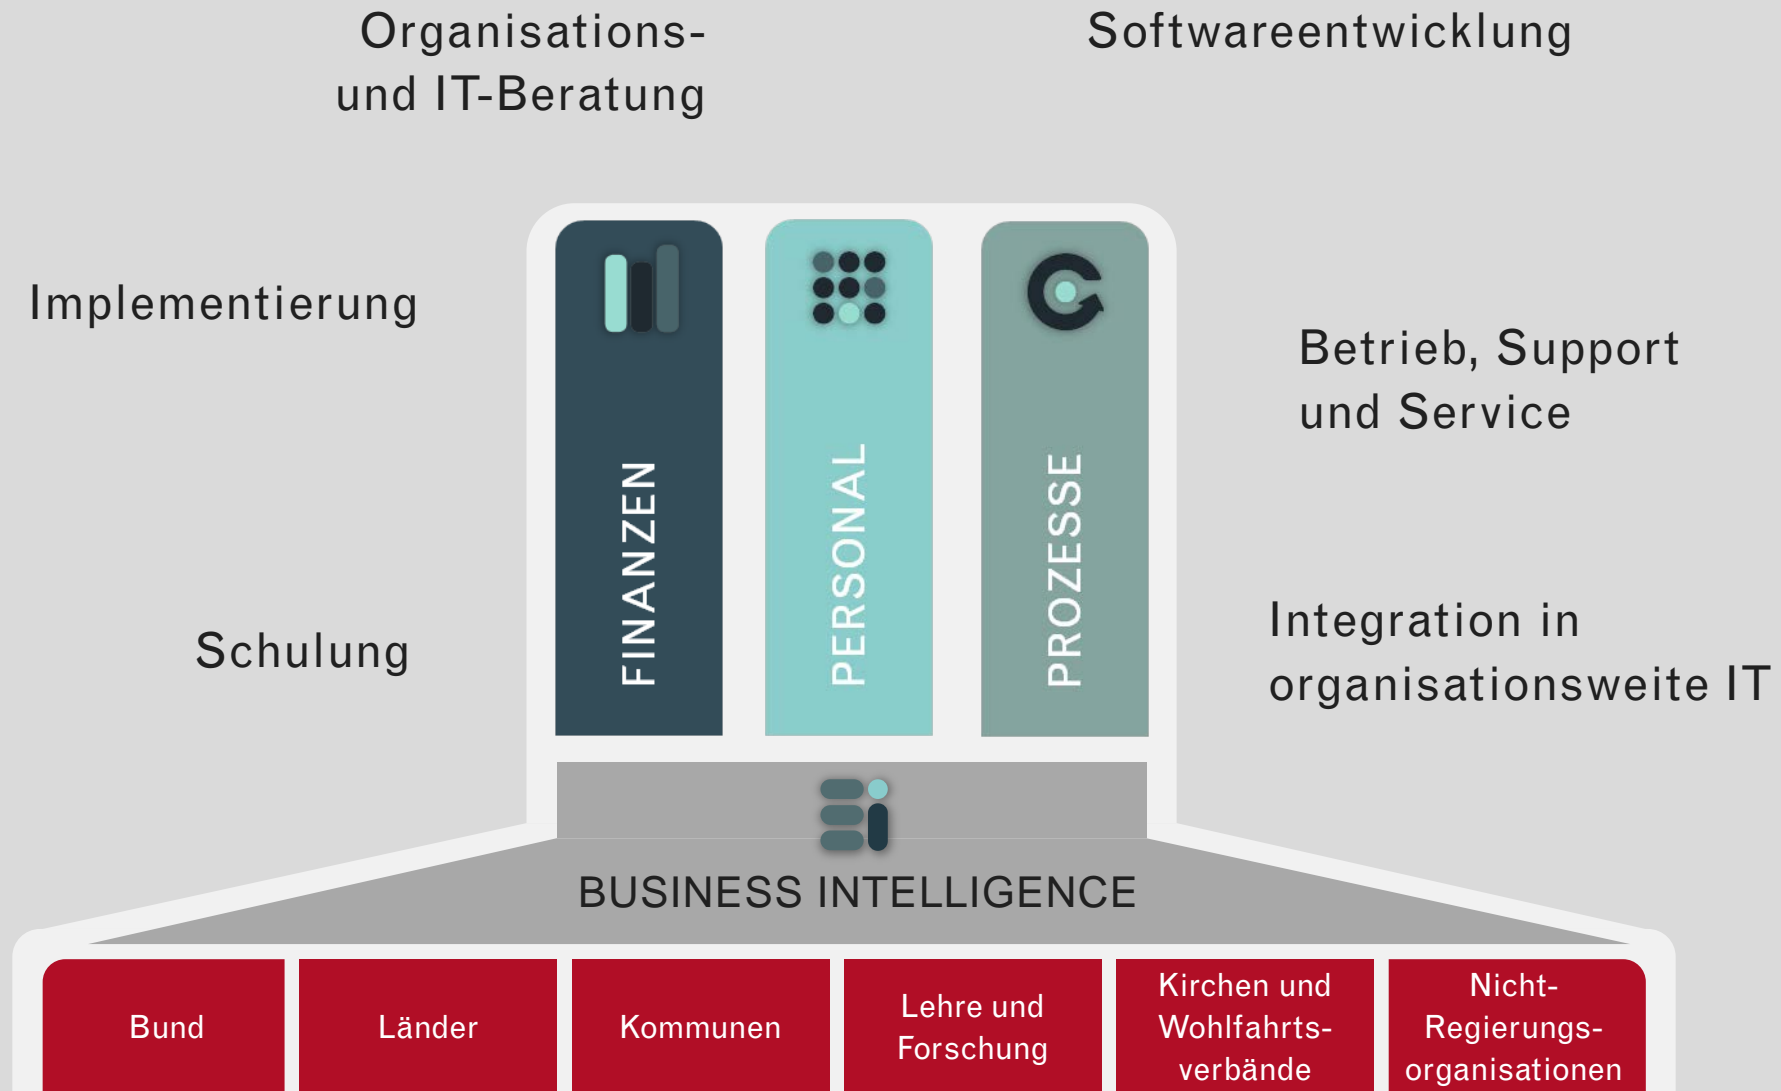 Organisations-
und IT-Beratung
Softwareentwicklung
Implementierung
Betrieb, Support
und Service
Schulung
Integration in
organisationsweite IT
FINANZEN
PERSONAL
PROZESSE
BUSINESS INTELLIGENCE
Bund
Länder
Kommunen
Lehre und
Forschung
Kirchen und
Wohlfahrts-
verbände
Nicht-
Regierungs-
organisationen